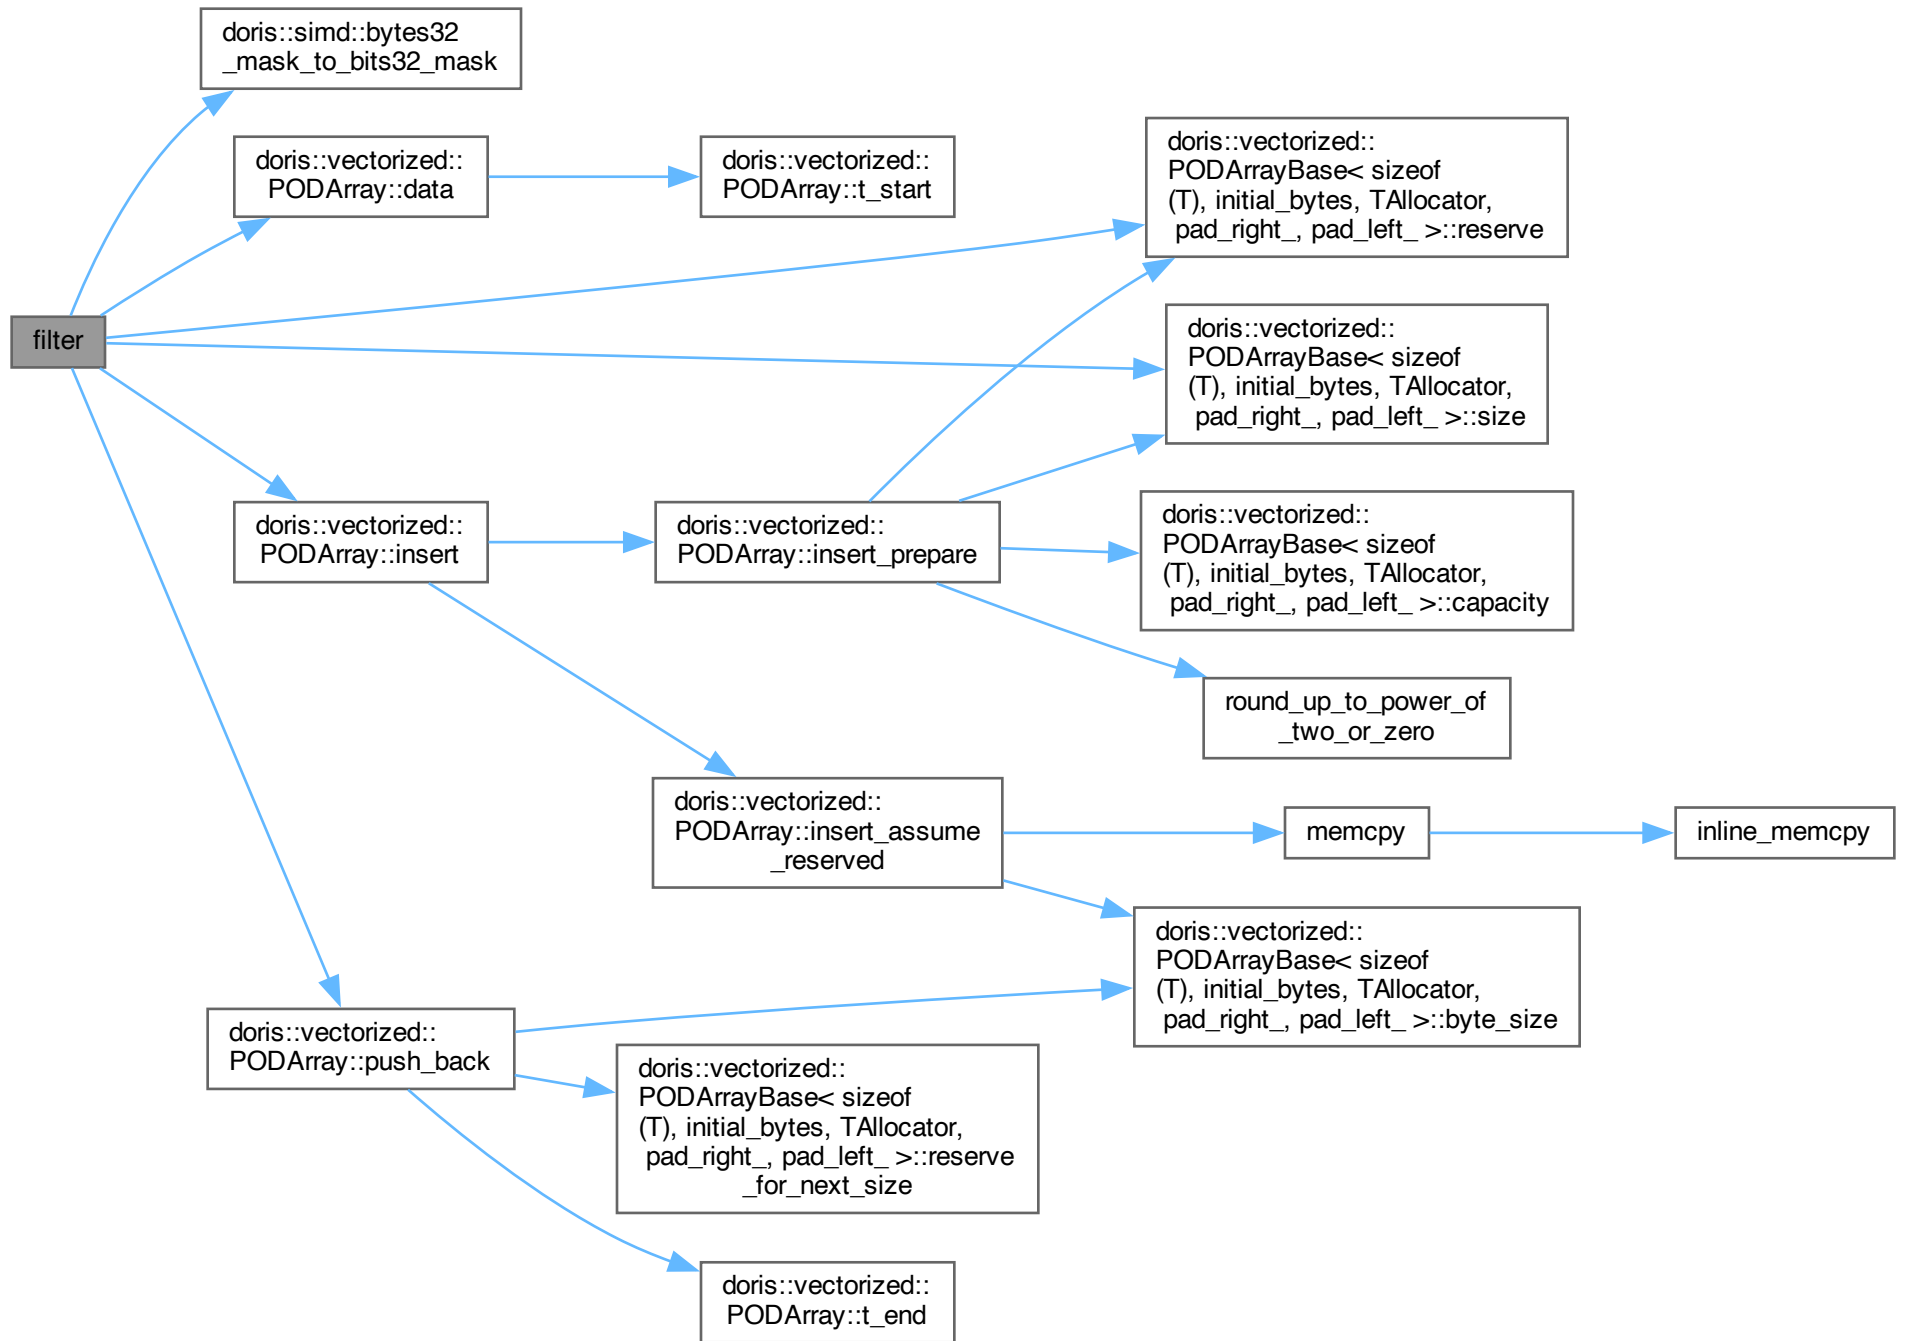 doris::simd::bytes32
_mask_to_bits32_mask
doris::vectorized::
PODArray::data
doris::vectorized::
PODArray::t_start
doris::vectorized::
PODArrayBase< sizeof
(T), initial_bytes, TAllocator,
pad_right_, pad_left_ >::reserve
filter
doris::vectorized::
PODArrayBase< sizeof
(T), initial_bytes, TAllocator,
pad_right_, pad_left_ >::size
doris::vectorized::
PODArray::insert
doris::vectorized::
PODArray::insert_prepare
doris::vectorized::
PODArrayBase< sizeof
(T), initial_bytes, TAllocator,
pad_right_, pad_left_ >::capacity
round_up_to_power_of
_two_or_zero
doris::vectorized::
PODArray::insert_assume
_reserved
memcpy
inline_memcpy
doris::vectorized::
PODArrayBase< sizeof
(T), initial_bytes, TAllocator,
pad_right_, pad_left_ >::byte_size
doris::vectorized::
PODArray::push_back
doris::vectorized::
PODArrayBase< sizeof
(T), initial_bytes, TAllocator,
pad_right_, pad_left_ >::reserve
_for_next_size
doris::vectorized::
PODArray::t_end